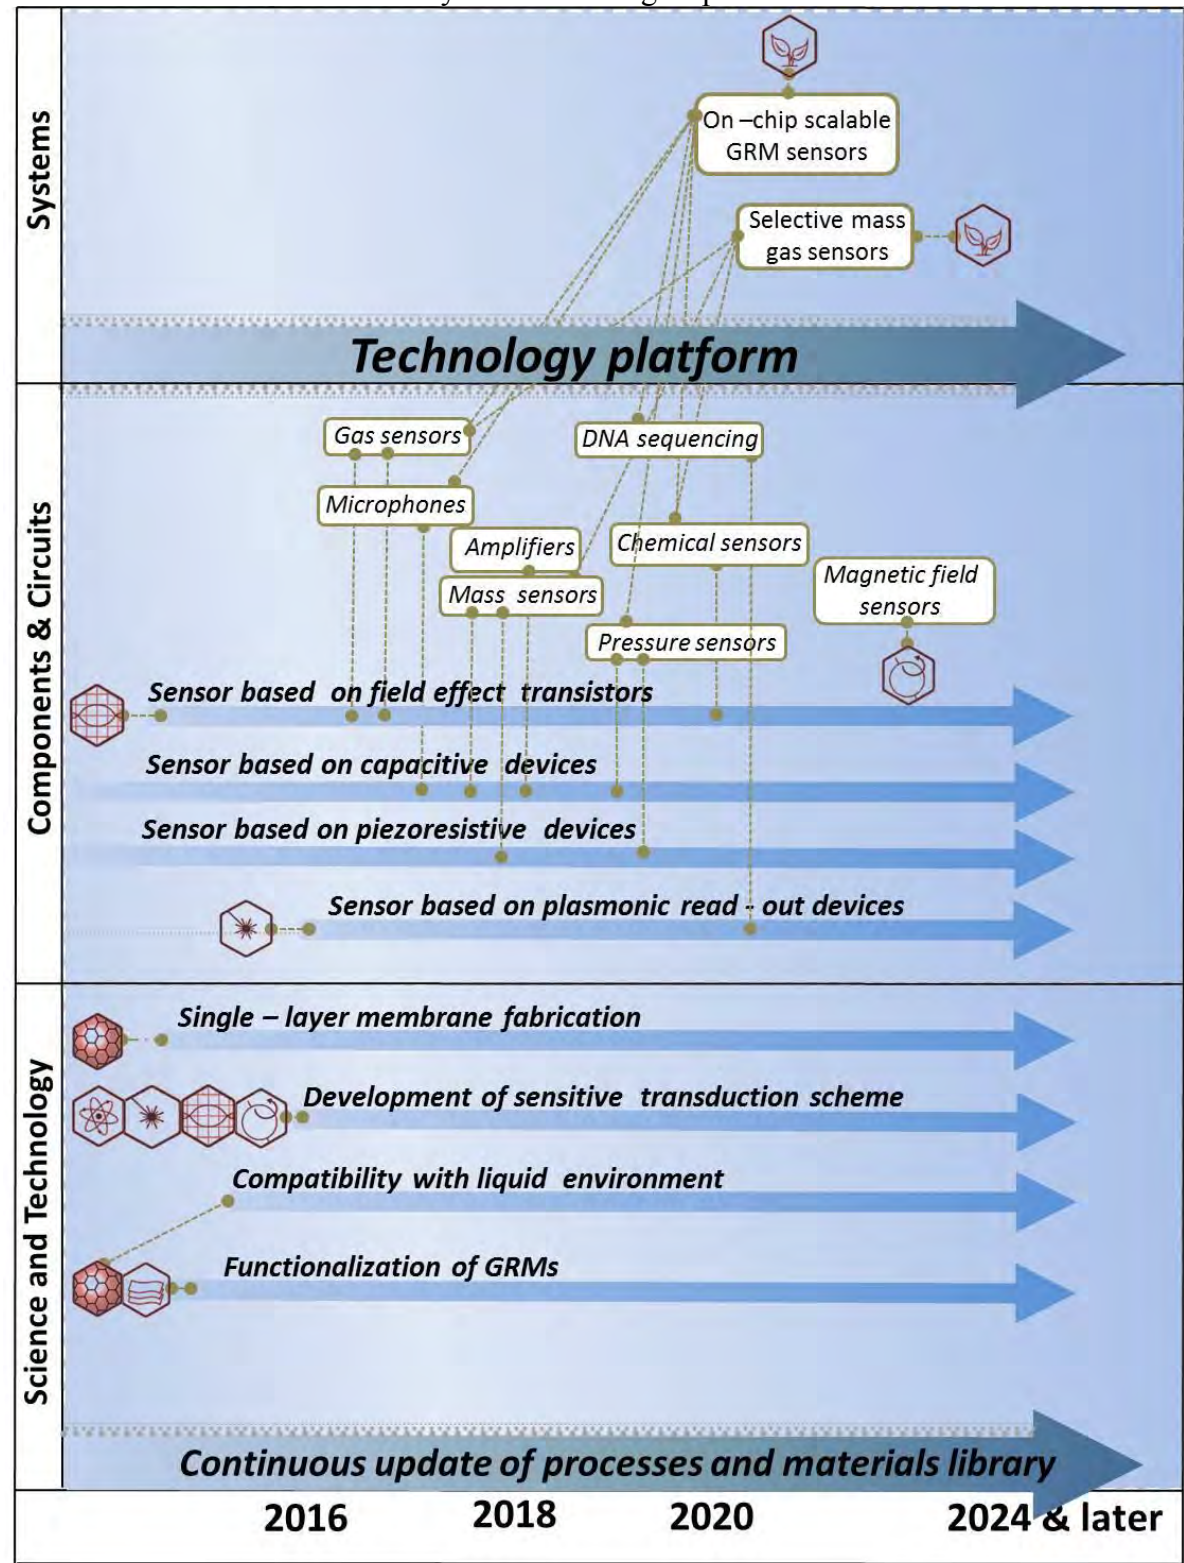 Systems
On –chip scalable
GRM sensors
Selective mass
gas sensors
Technology platform
Components & Circuits
Gas sensors
DNA sequencing
Microphones
Amplifiers
Chemical sensors
Mass sensors
Magnetic field
sensors
Pressure sensors
Sensor based on field effect transistors
Sensor based on capacitive devices
Sensor based on piezoresistive devices
Sensor based on plasmonic read - out devices
Science and Technology
Single – layer membrane fabrication
Development of sensitive transduction scheme
Compatibility with liquid environment
Functionalization of GRMs
Continuous update of processes and materials library
2016 2018 2020 2024 & later